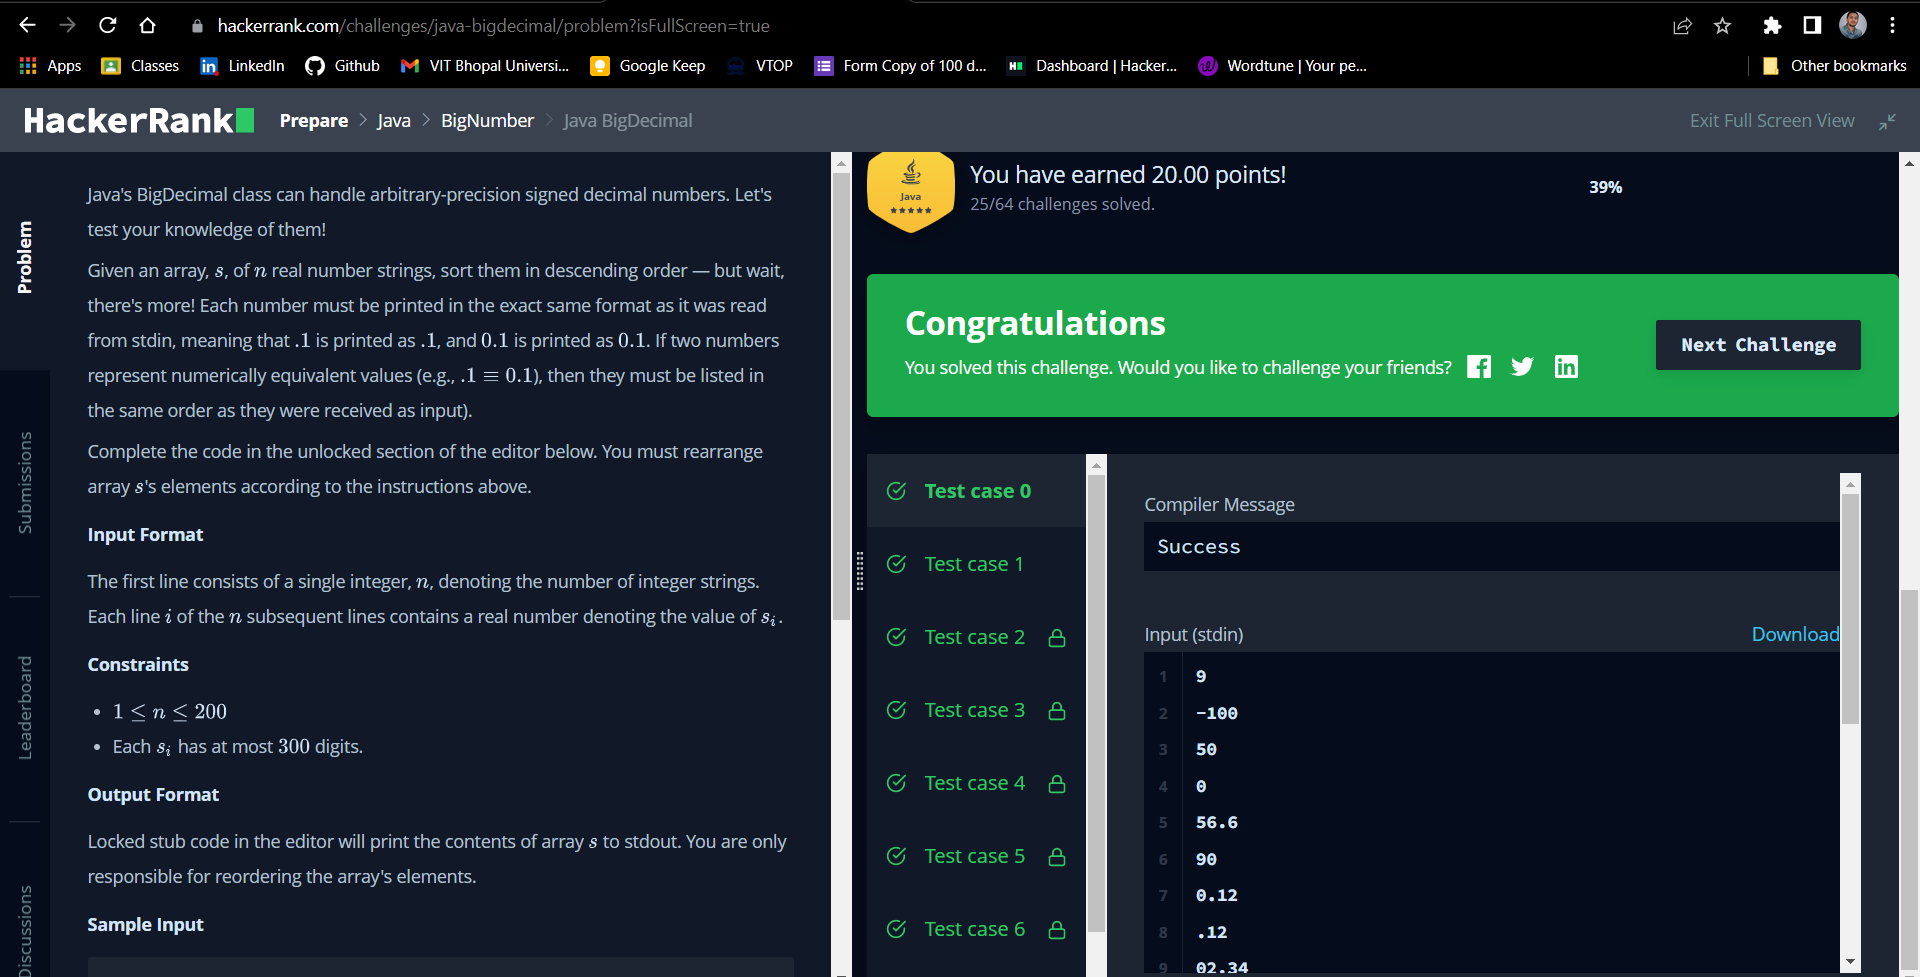 hackerrank.com/challenges/java-bigdecimal/problem?isFullScreen=true
Apps Classes LinkedIn Github VIT Bhopal Universi... Google Keep VTOP Form Copy of 100 d... Dashboard | Hacker... Wordtune | Your pe... Other bookmarks
HackerRank Prepare > Java > BigNumber > Java BigDecimal Exit Full Screen View
Problem
Submissions
Leaderboard
Discussions
Java's BigDecimal class can handle arbitrary-precision signed decimal numbers. Let's
test your knowledge of them!
Given an array, s, of n real number strings, sort them in descending order — but wait,
there's more! Each number must be printed in the exact same format as it was read
from stdin, meaning that .1 is printed as .1, and 0.1 is printed as 0.1. If two numbers
represent numerically equivalent values (e.g., .1 ≡ 0.1), then they must be listed in
the same order as they were received as input).
Complete the code in the unlocked section of the editor below. You must rearrange
array s's elements according to the instructions above.
Input Format
The first line consists of a single integer, n, denoting the number of integer strings.
Each line i of the n subsequent lines contains a real number denoting the value of sᵢ.
Constraints
• 1 ≤ n ≤ 200
• Each sᵢ has at most 300 digits.
Output Format
Locked stub code in the editor will print the contents of array s to stdout. You are only
responsible for reordering the array's elements.
Sample Input
Java
You have earned 20.00 points!
25/64 challenges solved.
39%
Congratulations
You solved this challenge. Would you like to challenge your friends?
Next Challenge
Test case 0
Test case 1
Test case 2
Test case 3
Test case 4
Test case 5
Test case 6
Compiler Message
Success
Input (stdin) Download
1 9
2 -100
3 50
4 0
5 56.6
6 90
7 0.12
8 .12
9 02.34